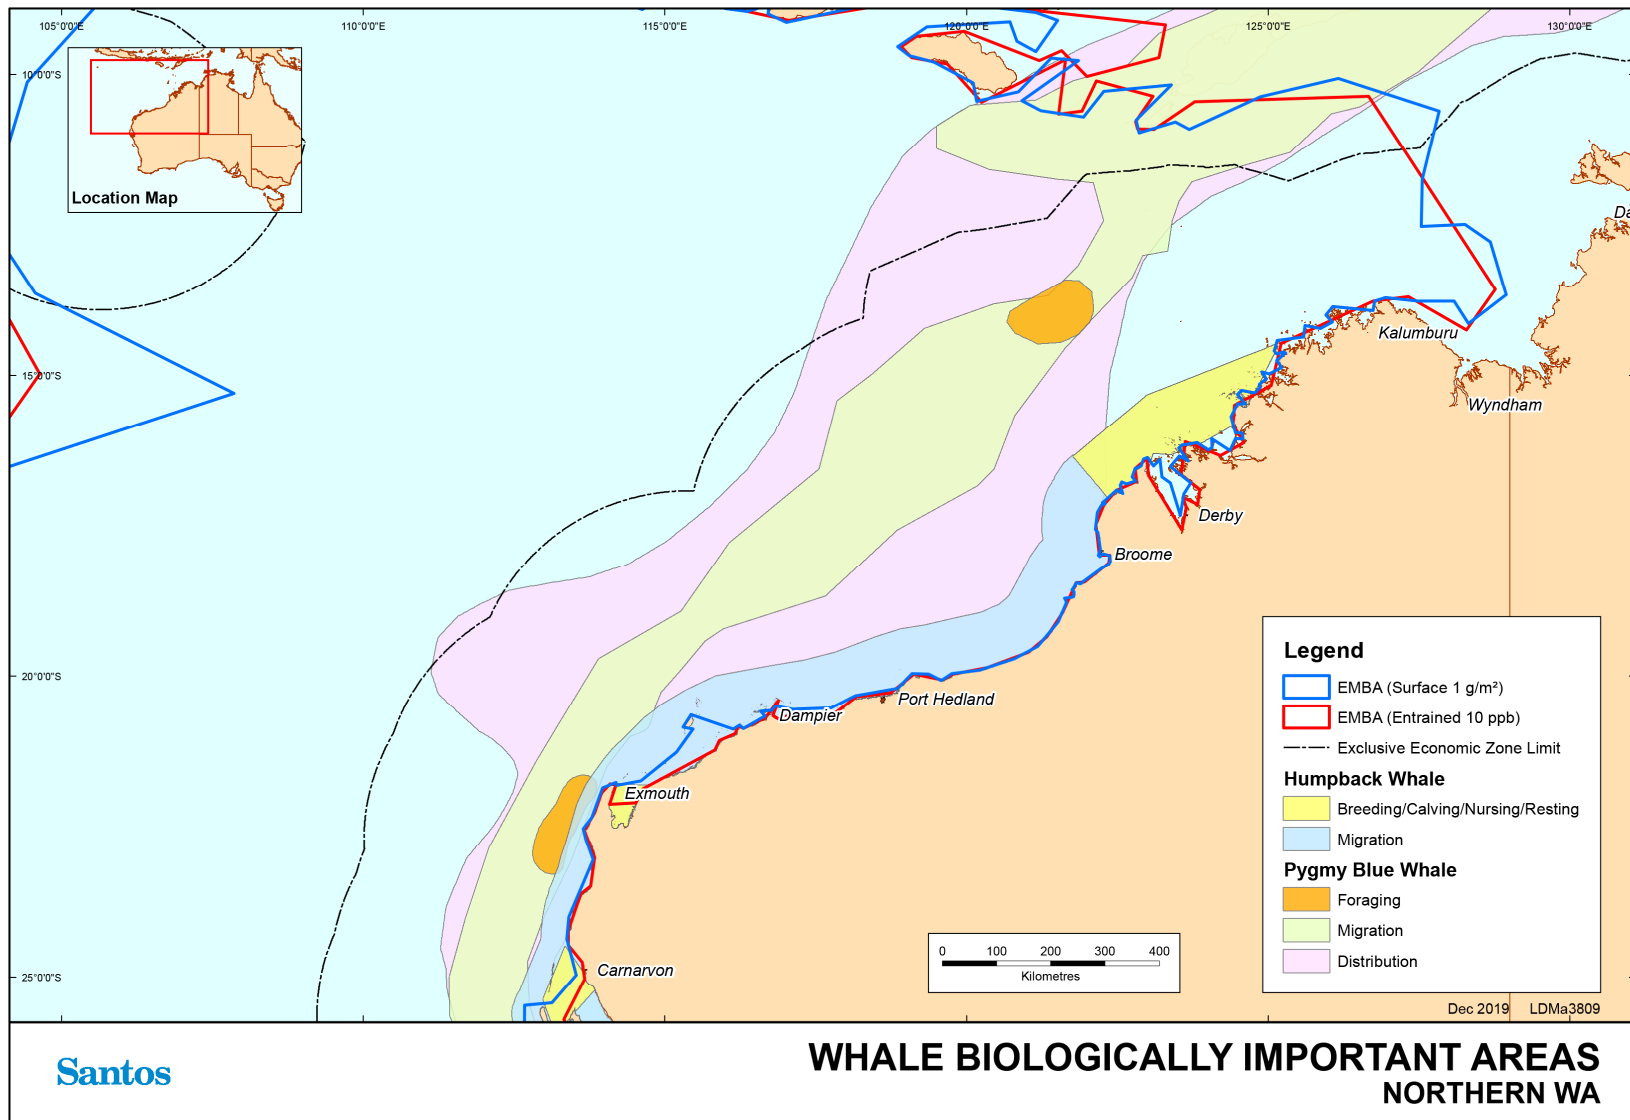 105°0'0"E
110°0'0"E
115°0'0"E
120°0'0"E
125°0'0"E
130°0'0"E
10°0'0"S
15°0'0"S
20°0'0"S
25°0'0"S
Location Map
Da
Kalumburu
Wyndham
Derby
Broome
Port Hedland
Dampier
Exmouth
Carnarvon
Legend
EMBA (Surface 1 g/m²)
EMBA (Entrained 10 ppb)
Exclusive Economic Zone Limit
Humpback Whale
Breeding/Calving/Nursing/Resting
Migration
Pygmy Blue Whale
Foraging
Migration
Distribution
0 100 200 300 400
Kilometres
Dec 2019 LDMa3809
Santos
WHALE BIOLOGICALLY IMPORTANT AREAS
NORTHERN WA